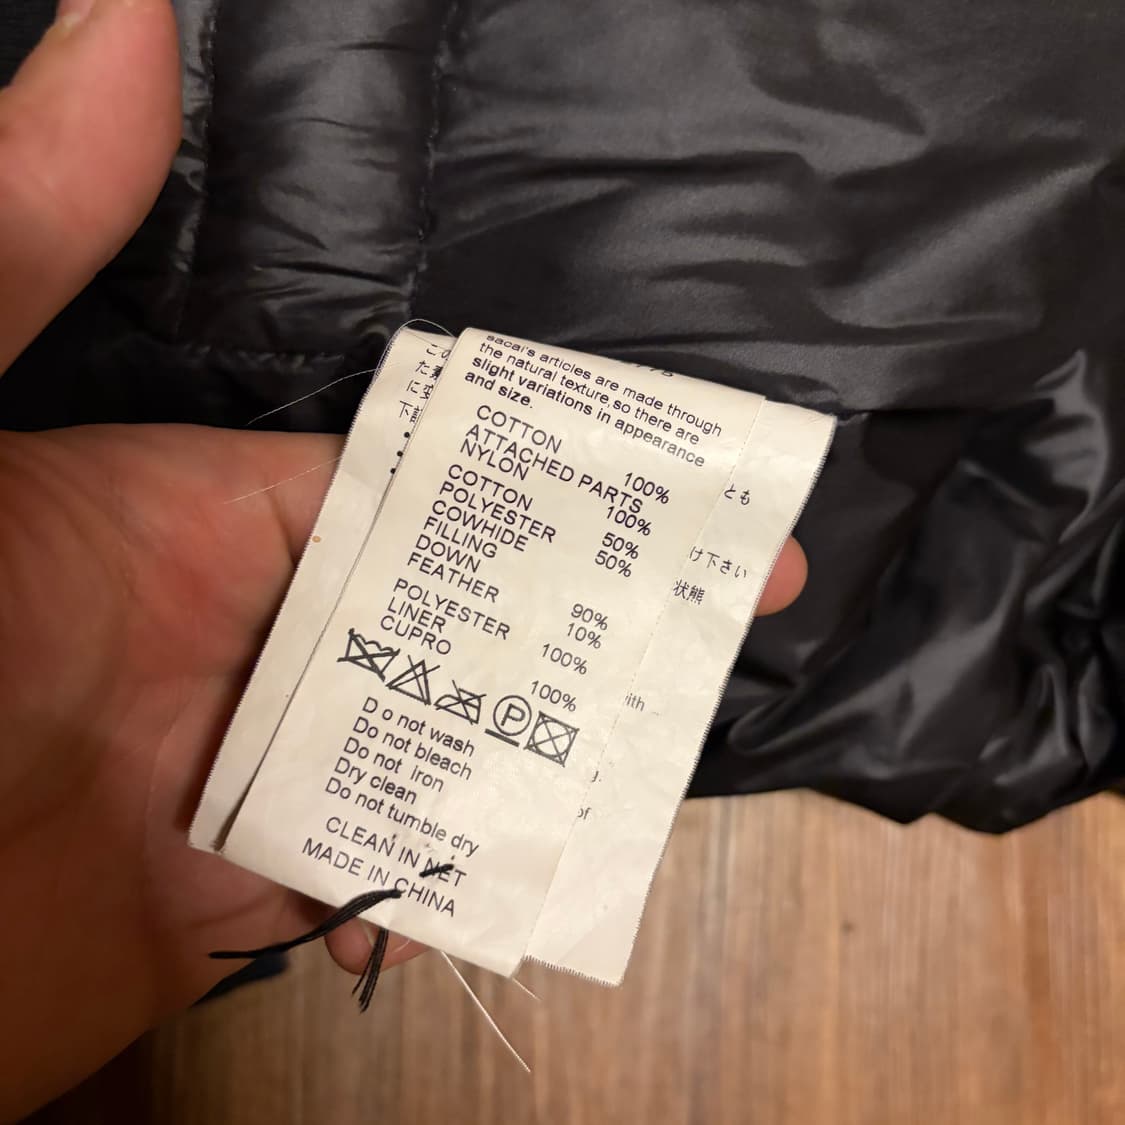 sacai's articles are made through
the natural texture,so there are
slight variations in appearance
and size.
COTTON 100%
ATTACHED PARTS
NYLON 100%
COTTON 50%
POLYESTER 50%
COWHIDE
FILLING
DOWN 90%
FEATHER 10%
POLYESTER 100%
LINER
CUPRO 100%
P
Do not wash
Do not bleach
Do not iron
Dry clean
Do not tumble dry
CLEAN IN NET
MADE IN CHINA
とも
け下さい
状態
of